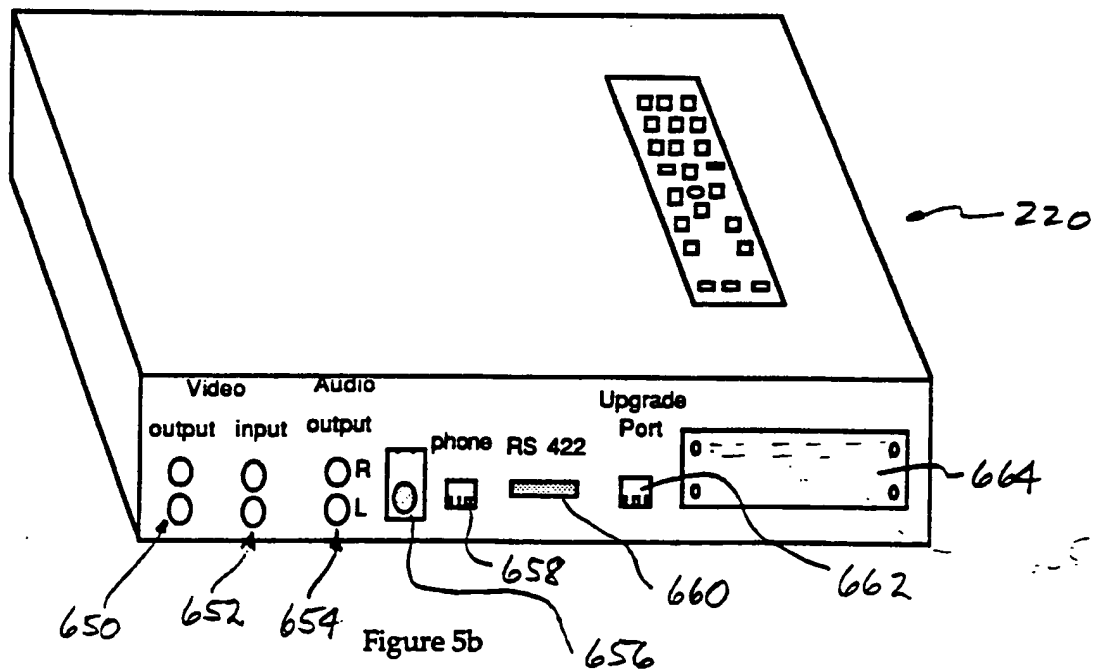 220
Video Audio
output input output
R
L
phone RS 422
Upgrade
Port
664
650
652
654
656
658
660
662
Figure 5b